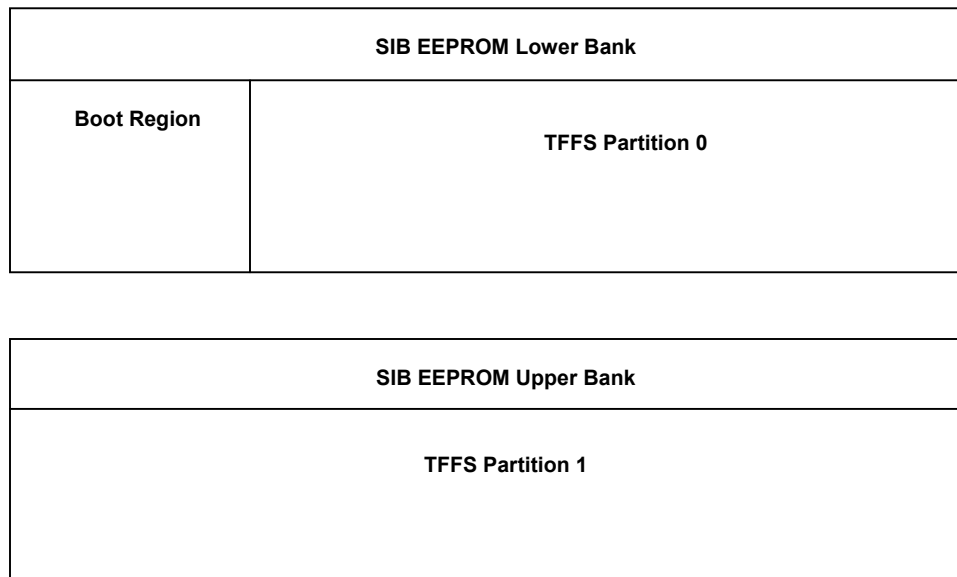 SIB EEPROM Lower Bank
Boot Region
TFFS Partition 0
SIB EEPROM Upper Bank
TFFS Partition 1